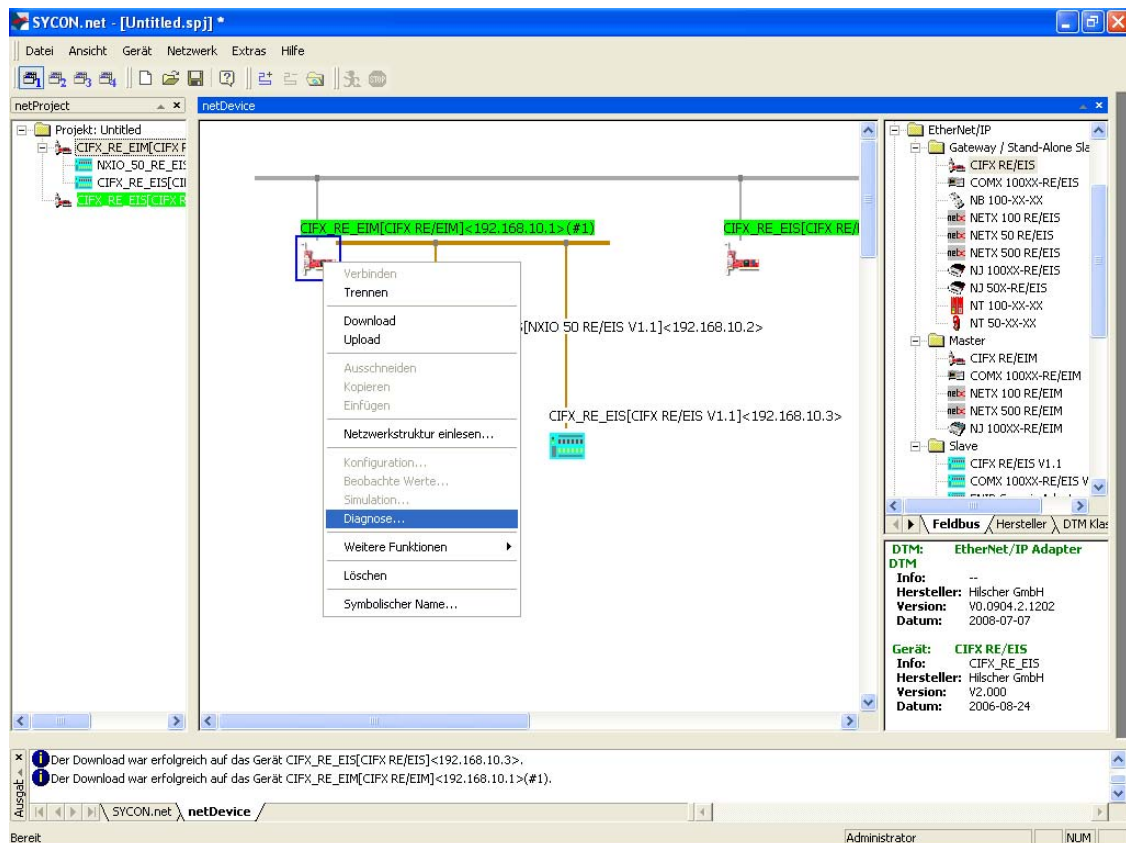 SYCON.net - [Untitled.spj] *
Datei Ansicht Gerät Netzwerk Extras Hilfe
netProject
netDevice
Projekt: Untitled
CIFX_RE_EIM[CIFX F
NXIO_50_RE_EIS
CIFX_RE_EIS[CI
CIFX_RE_EIS[CIFX R
CIFX_RE_EIM[CIFX RE/EIM]<192.168.10.1>(#1)
CIFX_RE_EIS[CIFX RE/
[NXIO 50 RE/EIS V1.1]<192.168.10.2>
CIFX_RE_EIS[CIFX RE/EIS V1.1]<192.168.10.3>
Verbinden
Trennen
Download
Upload
Ausschneiden
Kopieren
Einfügen
Netzwerkstruktur einlesen...
Konfiguration...
Beobachte Werte...
Simulation...
Diagnose...
Weitere Funktionen
Löschen
Symbolischer Name...
EtherNet/IP
Gateway / Stand-Alone Sla
CIFX RE/EIS
COMX 100XX-RE/EIS
NB 100-XX-XX
NETX 100 RE/EIS
NETX 50 RE/EIS
NETX 500 RE/EIS
NJ 100XX-RE/EIS
NJ 50X-RE/EIS
NT 100-XX-XX
NT 50-XX-XX
Master
CIFX RE/EIM
COMX 100XX-RE/EIM
NETX 100 RE/EIM
NETX 500 RE/EIM
NJ 100XX-RE/EIM
Slave
CIFX RE/EIS V1.1
COMX 100XX-RE/EIS V
Feldbus Hersteller DTM Klas
DTM: EtherNet/IP Adapter
DTM
Info: --
Hersteller: Hilscher GmbH
Version: V0.0904.2.1202
Datum: 2008-07-07
Gerät: CIFX RE/EIS
Info: CIFX_RE_EIS
Hersteller: Hilscher GmbH
Version: V2.000
Datum: 2006-08-24
Der Download war erfolgreich auf das Gerät CIFX_RE_EIS[CIFX RE/EIS]<192.168.10.3>.
Der Download war erfolgreich auf das Gerät CIFX_RE_EIM[CIFX RE/EIM]<192.168.10.1>(#1).
Ausgab
SYCON.net netDevice
Bereit Administrator NUM